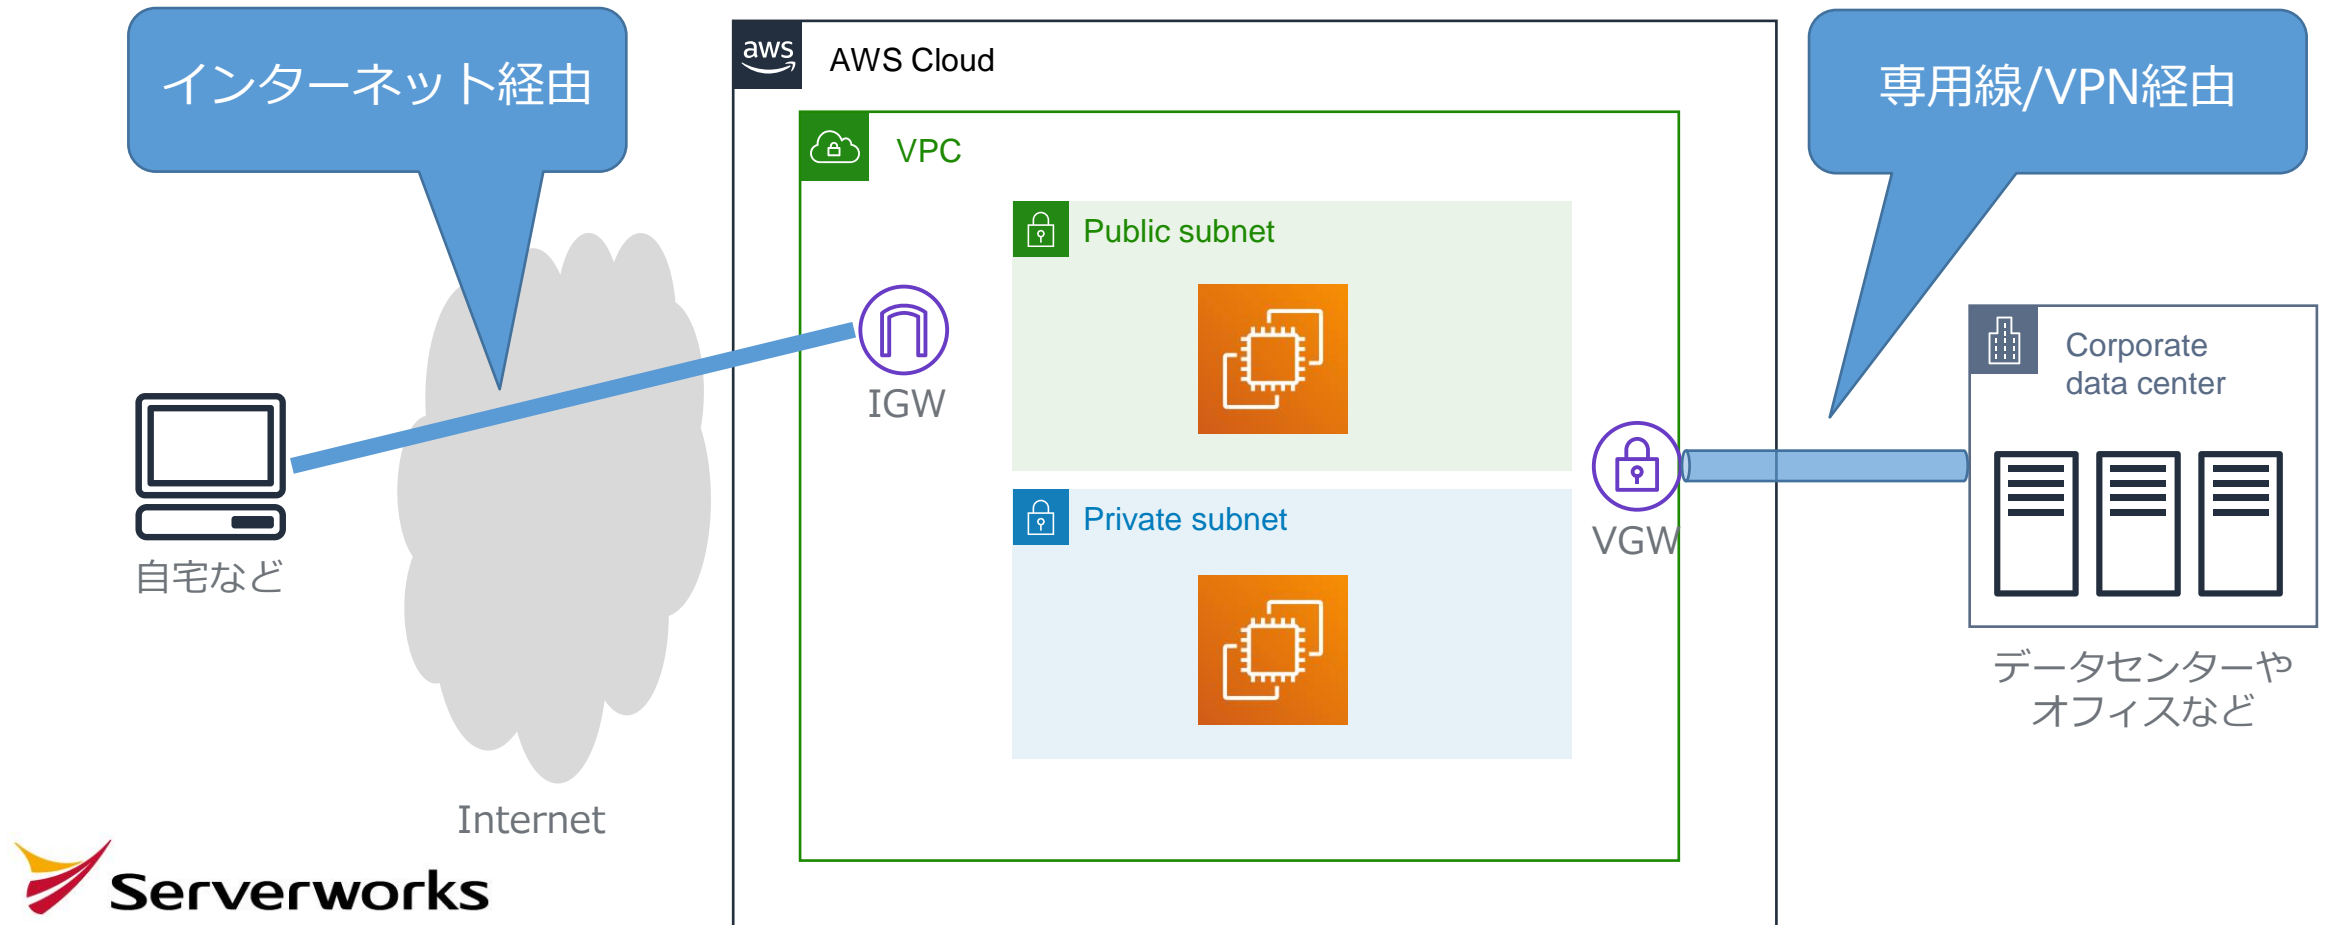 インターネット経由
aws
AWS Cloud
専用線/VPN経由
VPC
Public subnet
IGW
Corporate
data center
Private subnet
VGW
自宅など
データセンターや
オフィスなど
Internet
Serverworks